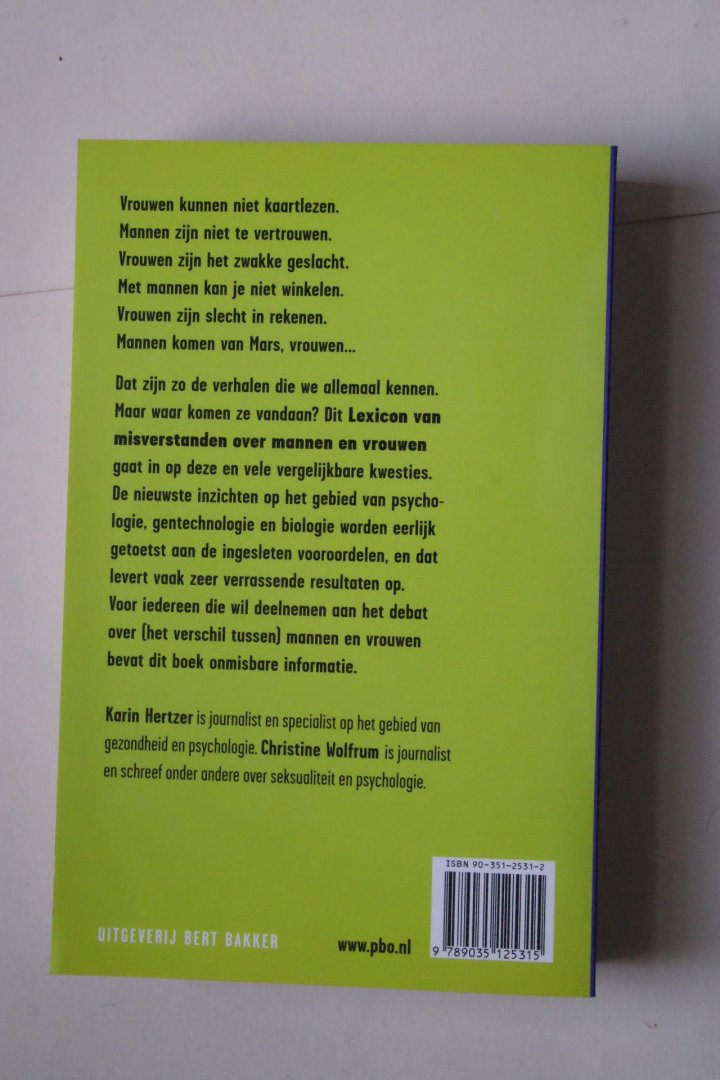 Vrouwen kunnen niet kaartlezen.
Mannen zijn niet te vertrouwen.
Vrouwen zijn het zwakke geslacht.
Met mannen kan je niet winkelen.
Vrouwen zijn slecht in rekenen.
Mannen komen van Mars, vrouwen...
Dat zijn zo de verhalen die we allemaal kennen.
Maar waar komen ze vandaan? Dit Lexicon van
misverstanden over mannen en vrouwen
gaat in op deze en vele vergelijkbare kwesties.
De nieuwste inzichten op het gebied van psycho-
logie, gentechnologie en biologie worden eerlijk
getoetst aan de ingesleten vooroordelen, en dat
levert vaak zeer verrassende resultaten op.
Voor iedereen die wil deelnemen aan het debat
over (het verschil tussen) mannen en vrouwen
bevat dit boek onmisbare informatie.
Karin Hertzer is journalist en specialist op het gebied van
gezondheid en psychologie. Christine Wolfrum is journalist
en schreef onder andere over seksualiteit en psychologie.
ISBN 90-351-2531-2
9 789035 125315
UITGEVERIJ BERT BAKKER
www.pbo.nl